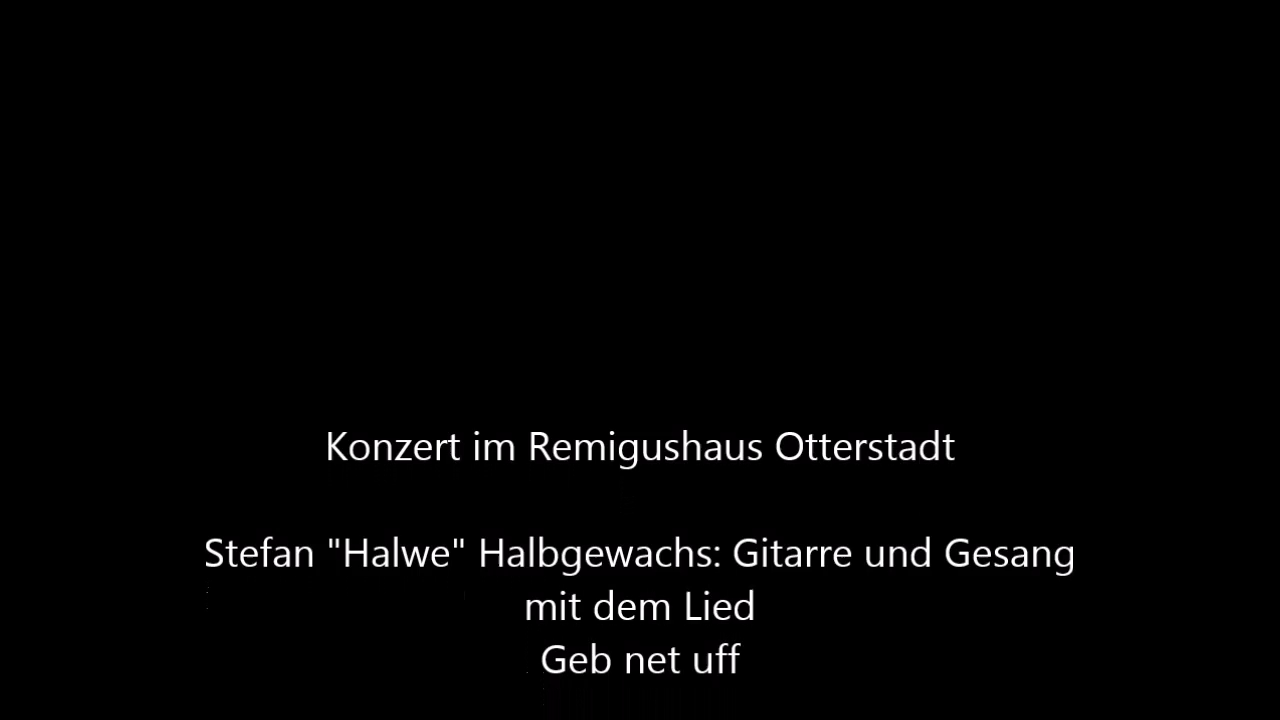 Konzert im Remigushaus Otterstadt
Stefan "Halwe" Halbgewachs: Gitarre und Gesang
mit dem Lied
Geb net uff